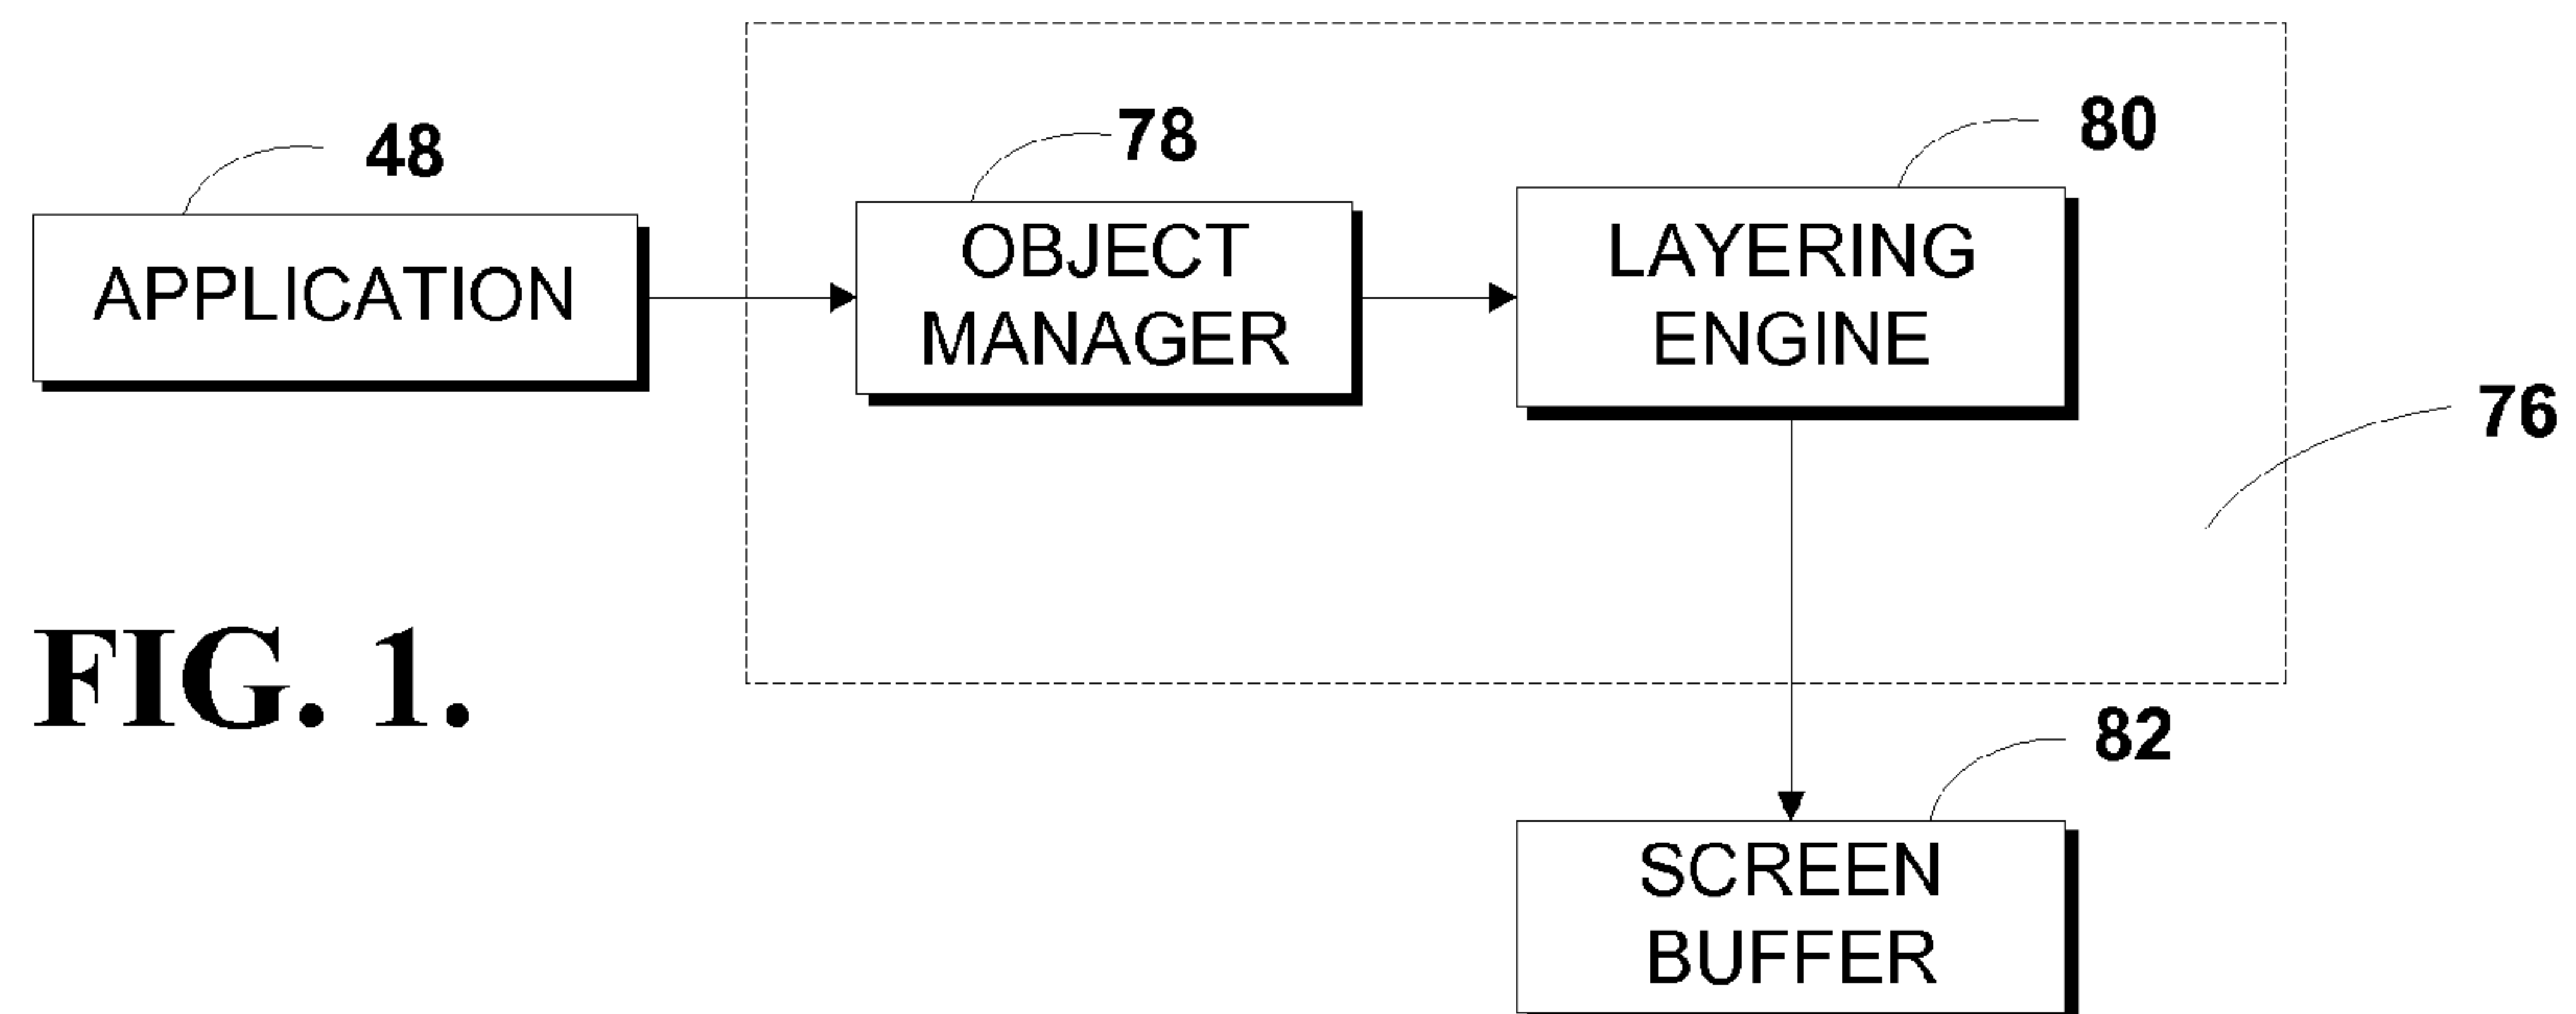 48
78
80
APPLICATION
OBJECT
MANAGER
LAYERING
ENGINE
76
FIG. 1.
82
SCREEN
BUFFER